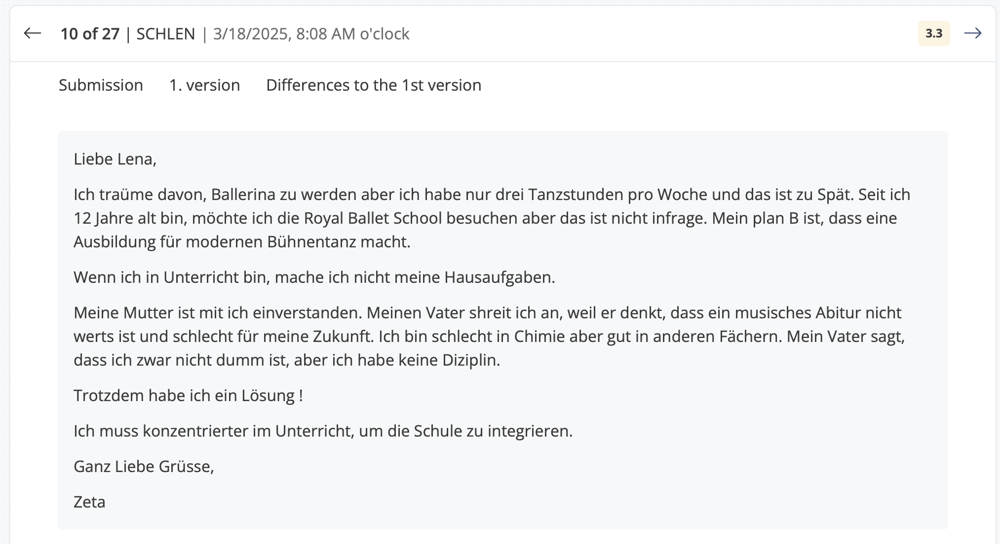 10 of 27 | SCHLEN | 3/18/2025, 8:08 AM o'clock
3.3
Submission 1. version Differences to the 1st version
Liebe Lena,
Ich traüme davon, Ballerina zu werden aber ich habe nur drei Tanzstunden pro Woche und das ist zu Spät. Seit ich
12 Jahre alt bin, möchte ich die Royal Ballet School besuchen aber das ist nicht infrage. Mein plan B ist, dass eine
Ausbildung für modernen Bühnentanz macht.
Wenn ich in Unterricht bin, mache ich nicht meine Hausaufgaben.
Meine Mutter ist mit ich einverstanden. Meinen Vater shreit ich an, weil er denkt, dass ein musisches Abitur nicht
werts ist und schlecht für meine Zukunft. Ich bin schlecht in Chimie aber gut in anderen Fächern. Mein Vater sagt,
dass ich zwar nicht dumm ist, aber ich habe keine Diziplin.
Trotzdem habe ich ein Lösung !
Ich muss konzentrierter im Unterricht, um die Schule zu integrieren.
Ganz Liebe Grüsse,
Zeta